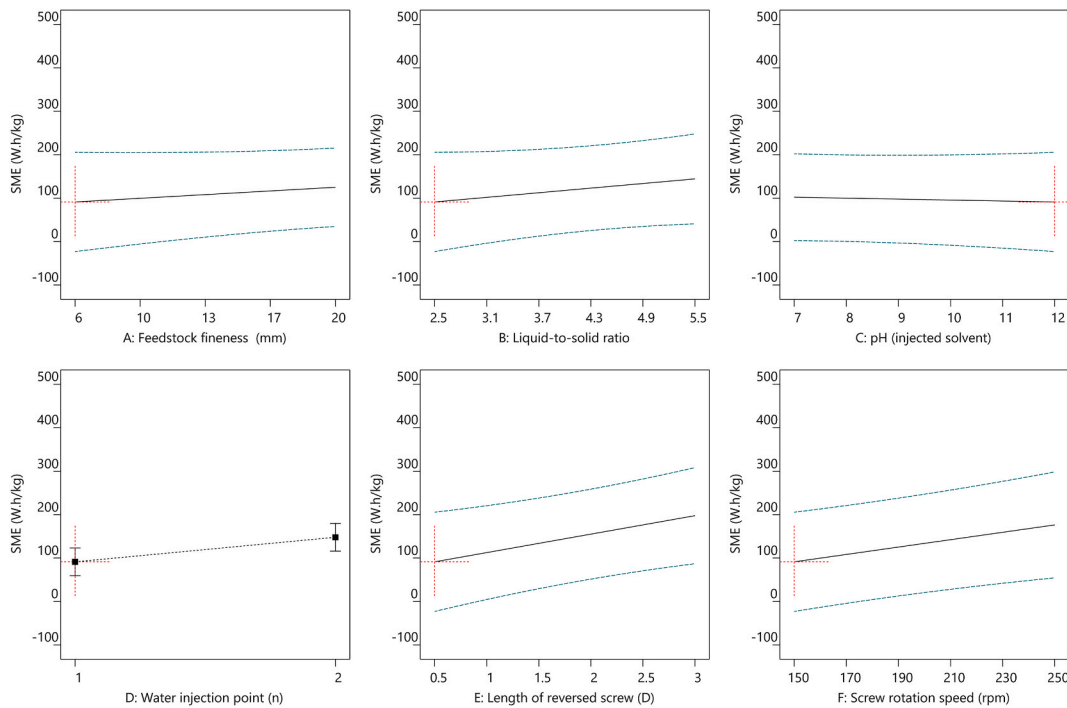 500
400
300
200
100
0
-100
SME (W.h/kg)
6 10 13 17 20
A: Feedstock fineness (mm)
500
400
300
200
100
0
-100
SME (W.h/kg)
2.5 3.1 3.7 4.3 4.9 5.5
B: Liquid-to-solid ratio
500
400
300
200
100
0
-100
SME (W.h/kg)
7 8 9 10 11 12
C: pH (injected solvent)
500
400
300
200
100
0
-100
SME (W.h/kg)
1 2
D: Water injection point (n)
500
400
300
200
100
0
-100
SME (W.h/kg)
0.5 1 1.5 2 2.5 3
E: Length of reversed screw (D)
500
400
300
200
100
0
-100
SME (W.h/kg)
150 170 190 210 230 250
F: Screw rotation speed (rpm)